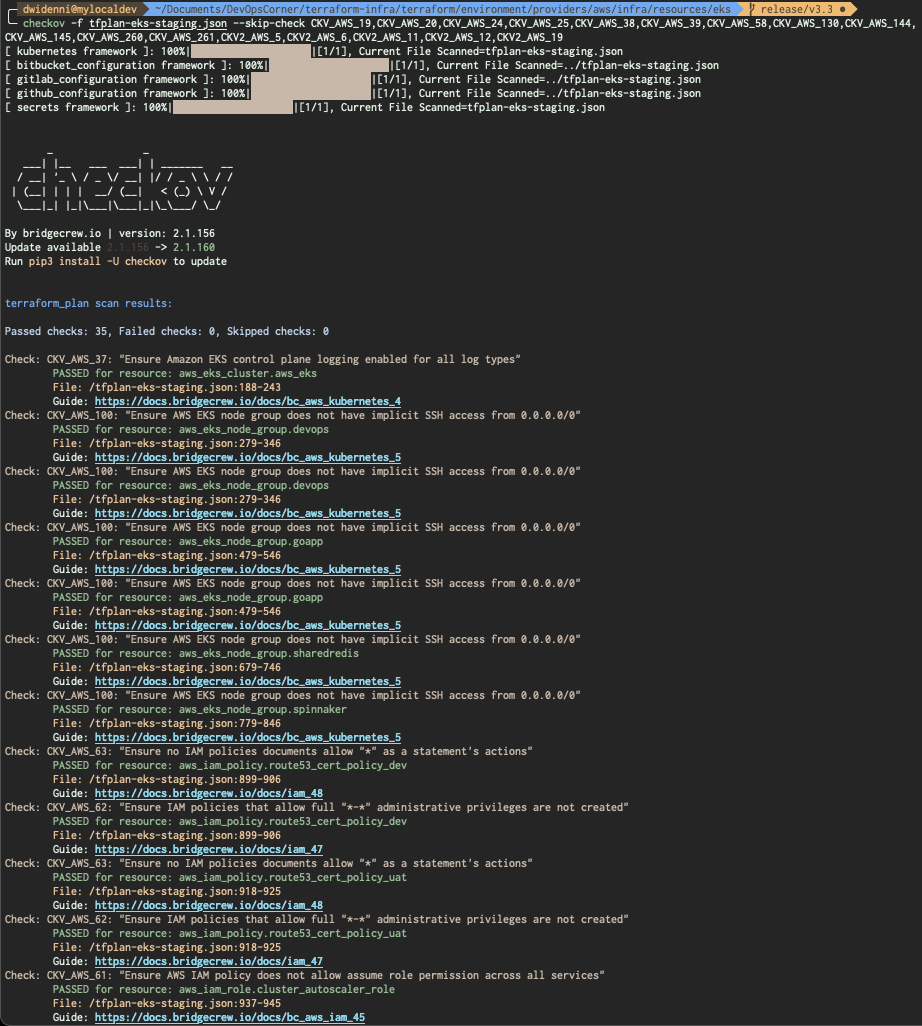 dwidenni@mylocaldev ~/Documents/DevOpsCorner/terraform-infra/terraform/environment/providers/aws/infra/resources/eks release/v3.3 ●
checkov -f tfplan-eks-staging.json --skip-check CKV_AWS_19,CKV_AWS_20,CKV_AWS_24,CKV_AWS_25,CKV_AWS_38,CKV_AWS_39,CKV_AWS_58,CKV_AWS_130,CKV_AWS_144,
CKV_AWS_145,CKV_AWS_260,CKV_AWS_261,CKV2_AWS_5,CKV2_AWS_6,CKV2_AWS_11,CKV2_AWS_12,CKV2_AWS_19
[ kubernetes framework ]: 100%| |[1/1], Current File Scanned=tfplan-eks-staging.json
[ bitbucket_configuration framework ]: 100%| |[1/1], Current File Scanned=../tfplan-eks-staging.json
[ gitlab_configuration framework ]: 100%| |[1/1], Current File Scanned=../tfplan-eks-staging.json
[ github_configuration framework ]: 100%| |[1/1], Current File Scanned=../tfplan-eks-staging.json
[ secrets framework ]: 100%| |[1/1], Current File Scanned=tfplan-eks-staging.json
checkov
By bridgecrew.io | version: 2.1.156
Update available 2.1.156 -> 2.1.160
Run pip3 install -U checkov to update
terraform_plan scan results:
Passed checks: 35, Failed checks: 0, Skipped checks: 0
Check: CKV_AWS_37: "Ensure Amazon EKS control plane logging enabled for all log types"
PASSED for resource: aws_eks_cluster.aws_eks
File: /tfplan-eks-staging.json:188-243
Guide: https://docs.bridgecrew.io/docs/bc_aws_kubernetes_4
Check: CKV_AWS_100: "Ensure AWS EKS node group does not have implicit SSH access from 0.0.0.0/0"
PASSED for resource: aws_eks_node_group.devops
File: /tfplan-eks-staging.json:279-346
Guide: https://docs.bridgecrew.io/docs/bc_aws_kubernetes_5
Check: CKV_AWS_100: "Ensure AWS EKS node group does not have implicit SSH access from 0.0.0.0/0"
PASSED for resource: aws_eks_node_group.devops
File: /tfplan-eks-staging.json:279-346
Guide: https://docs.bridgecrew.io/docs/bc_aws_kubernetes_5
Check: CKV_AWS_100: "Ensure AWS EKS node group does not have implicit SSH access from 0.0.0.0/0"
PASSED for resource: aws_eks_node_group.goapp
File: /tfplan-eks-staging.json:479-546
Guide: https://docs.bridgecrew.io/docs/bc_aws_kubernetes_5
Check: CKV_AWS_100: "Ensure AWS EKS node group does not have implicit SSH access from 0.0.0.0/0"
PASSED for resource: aws_eks_node_group.goapp
File: /tfplan-eks-staging.json:479-546
Guide: https://docs.bridgecrew.io/docs/bc_aws_kubernetes_5
Check: CKV_AWS_100: "Ensure AWS EKS node group does not have implicit SSH access from 0.0.0.0/0"
PASSED for resource: aws_eks_node_group.sharedredis
File: /tfplan-eks-staging.json:679-746
Guide: https://docs.bridgecrew.io/docs/bc_aws_kubernetes_5
Check: CKV_AWS_100: "Ensure AWS EKS node group does not have implicit SSH access from 0.0.0.0/0"
PASSED for resource: aws_eks_node_group.spinnaker
File: /tfplan-eks-staging.json:779-846
Guide: https://docs.bridgecrew.io/docs/bc_aws_kubernetes_5
Check: CKV_AWS_63: "Ensure no IAM policies documents allow "*" as a statement's actions"
PASSED for resource: aws_iam_policy.route53_cert_policy_dev
File: /tfplan-eks-staging.json:899-906
Guide: https://docs.bridgecrew.io/docs/iam_48
Check: CKV_AWS_62: "Ensure IAM policies that allow full "*-*" administrative privileges are not created"
PASSED for resource: aws_iam_policy.route53_cert_policy_dev
File: /tfplan-eks-staging.json:899-906
Guide: https://docs.bridgecrew.io/docs/iam_47
Check: CKV_AWS_63: "Ensure no IAM policies documents allow "*" as a statement's actions"
PASSED for resource: aws_iam_policy.route53_cert_policy_uat
File: /tfplan-eks-staging.json:918-925
Guide: https://docs.bridgecrew.io/docs/iam_48
Check: CKV_AWS_62: "Ensure IAM policies that allow full "*-*" administrative privileges are not created"
PASSED for resource: aws_iam_policy.route53_cert_policy_uat
File: /tfplan-eks-staging.json:918-925
Guide: https://docs.bridgecrew.io/docs/iam_47
Check: CKV_AWS_61: "Ensure AWS IAM policy does not allow assume role permission across all services"
PASSED for resource: aws_iam_role.cluster_autoscaler_role
File: /tfplan-eks-staging.json:937-945
Guide: https://docs.bridgecrew.io/docs/bc_aws_iam_45